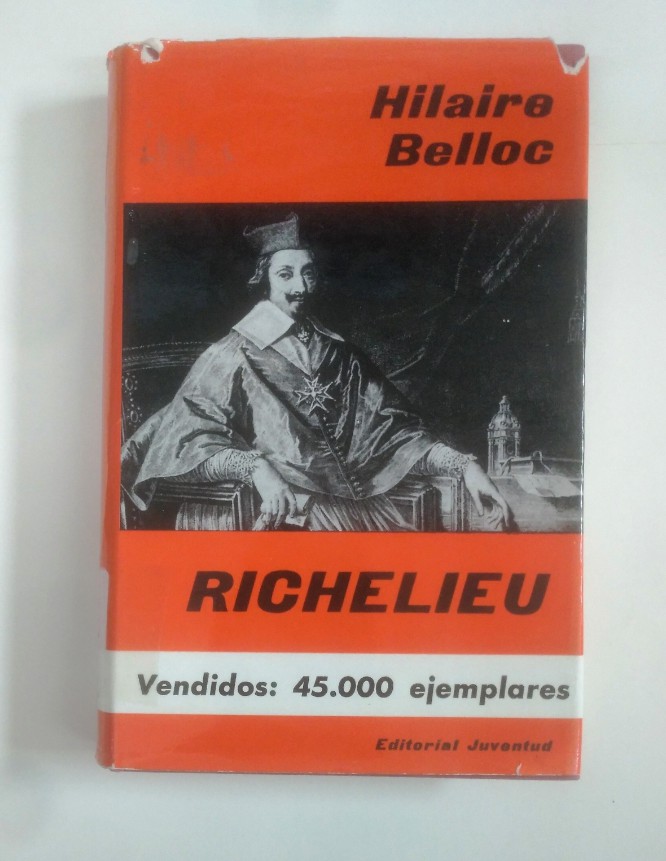 Hilaire
Belloc
RICHELIEU
Vendidos: 45.000 ejemplares
Editorial Juventud